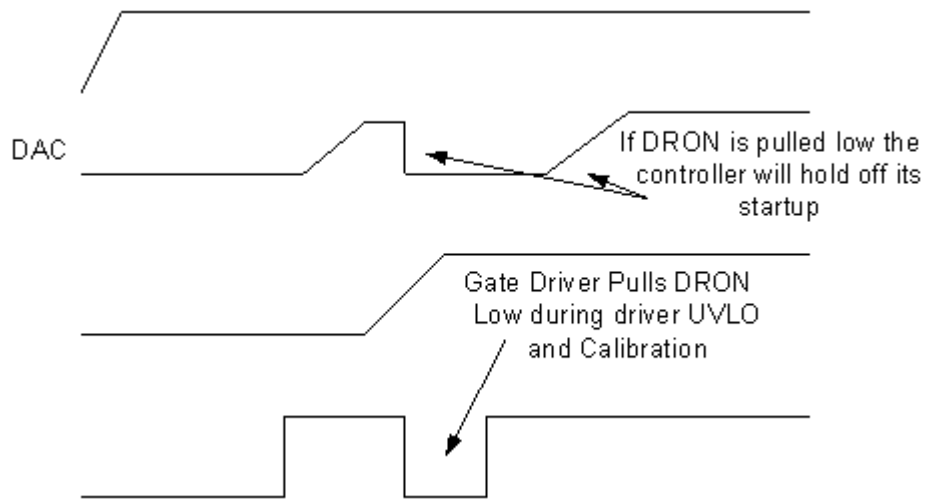 DAC
If DRON is pulled low the
controller will hold off its
startup
Gate Driver Pulls DRON
Low during driver UVLO
and Calibration